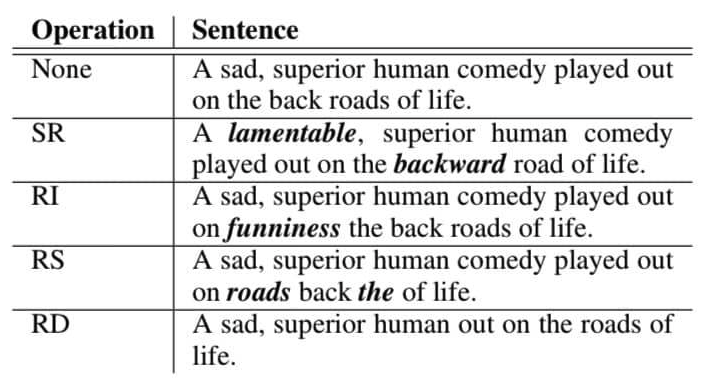 Operation Sentence
None A sad, superior human comedy played out
on the back roads of life.
SR A lamentable, superior human comedy
played out on the backward road of life.
RI A sad, superior human comedy played out
on funniness the back roads of life.
RS A sad, superior human comedy played out
on roads back the of life.
RD A sad, superior human out on the roads of
life.